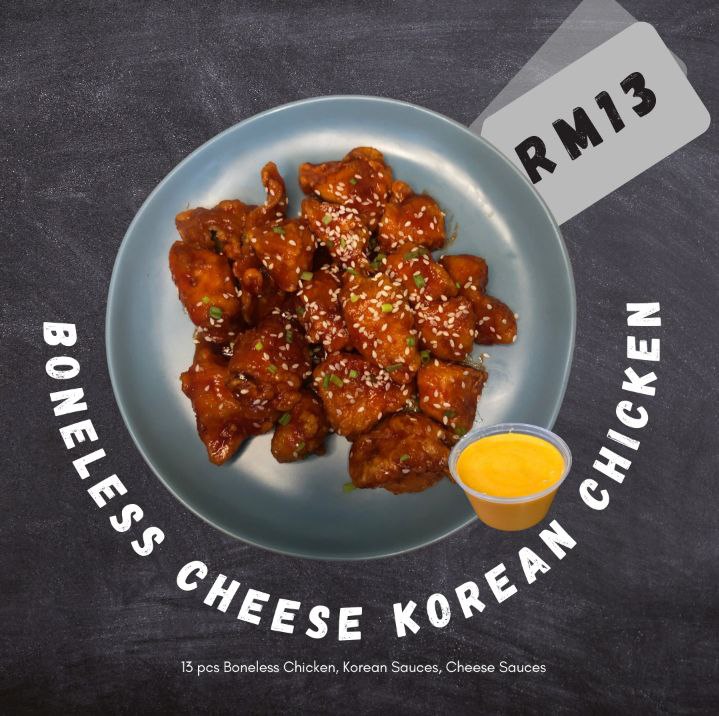 RM13
BONELESS CHEESE KOREAN CHICKEN
13 pcs Boneless Chicken, Korean Sauces, Cheese Sauces